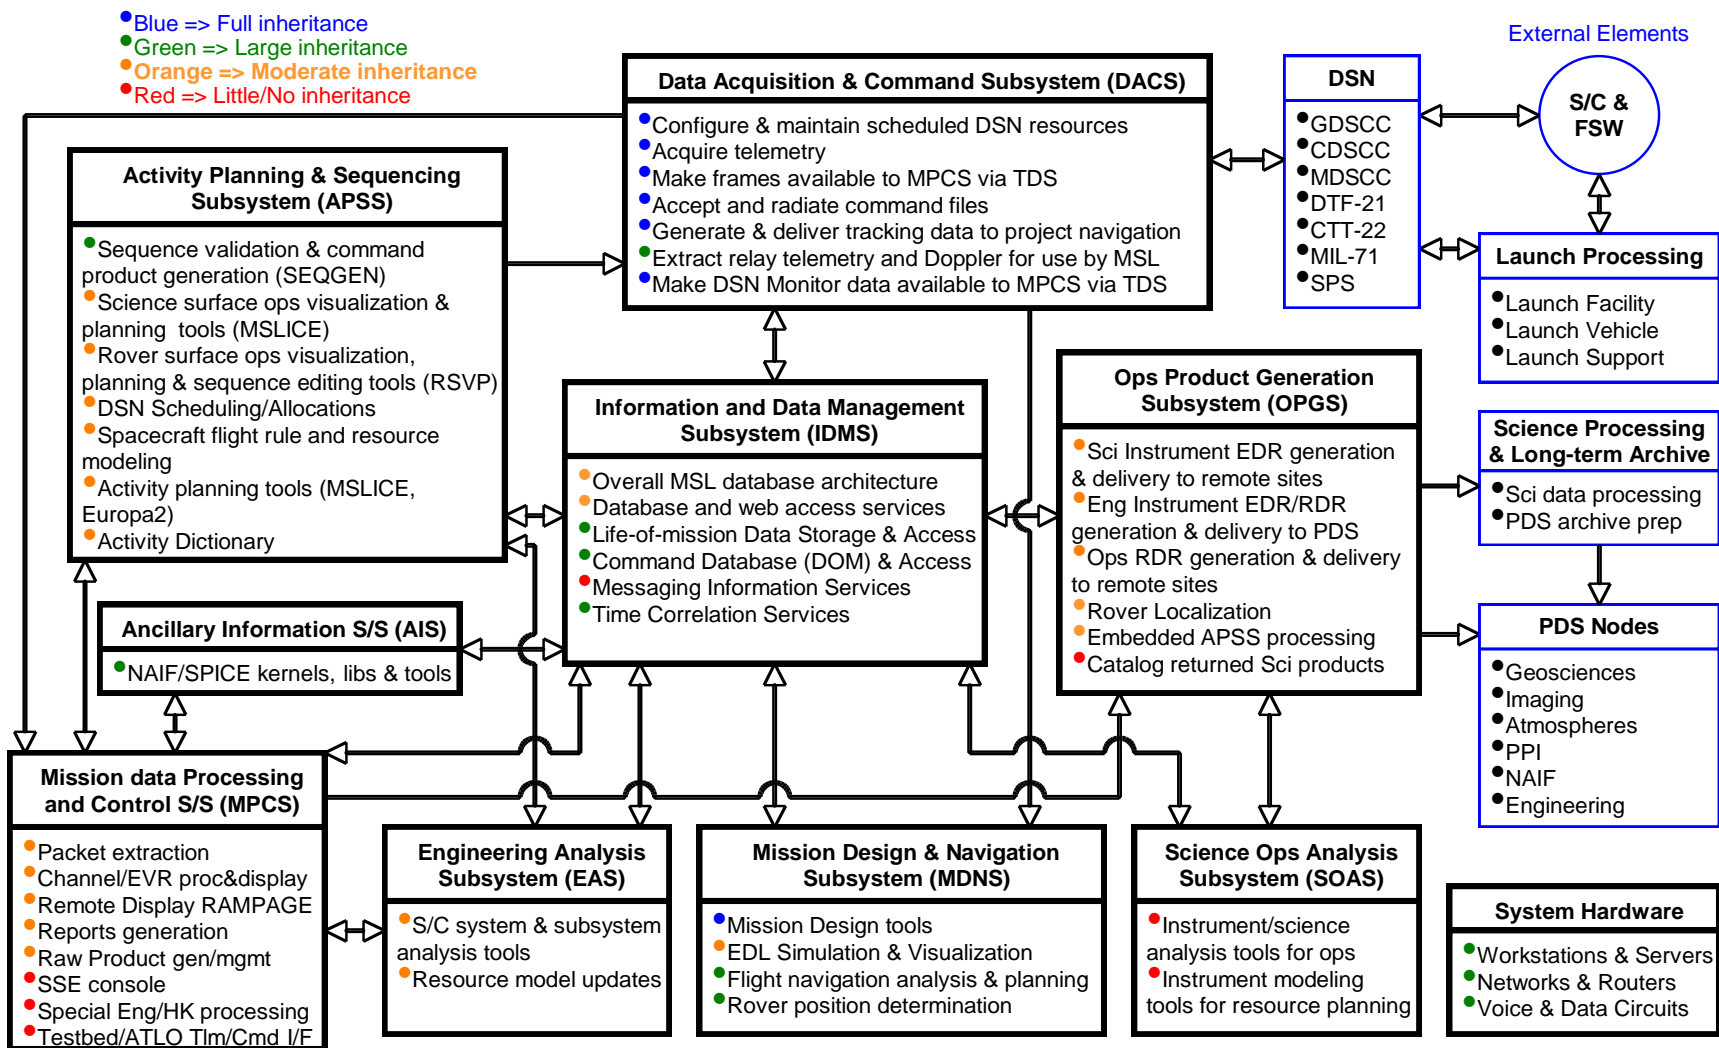 •Blue => Full inheritance
•Green => Large inheritance
•Orange => Moderate inheritance
•Red => Little/No inheritance
External Elements
Data Acquisition & Command Subsystem (DACS)
•Configure & maintain scheduled DSN resources
•Acquire telemetry
•Make frames available to MPCS via TDS
•Accept and radiate command files
•Generate & deliver tracking data to project navigation
•Extract relay telemetry and Doppler for use by MSL
•Make DSN Monitor data available to MPCS via TDS
DSN
•GDSCC
•CDSCC
•MDSCC
•DTF-21
•CTT-22
•MIL-71
•SPS
S/C &
FSW
Launch Processing
•Launch Facility
•Launch Vehicle
•Launch Support
Activity Planning & Sequencing
Subsystem (APSS)
•Sequence validation & command
product generation (SEQGEN)
•Science surface ops visualization &
planning tools (MSLICE)
•Rover surface ops visualization,
planning & sequence editing tools (RSVP)
•DSN Scheduling/Allocations
•Spacecraft flight rule and resource
modeling
•Activity planning tools (MSLICE,
Europa2)
•Activity Dictionary
Information and Data Management
Subsystem (IDMS)
•Overall MSL database architecture
•Database and web access services
•Life-of-mission Data Storage & Access
•Command Database (DOM) & Access
•Messaging Information Services
•Time Correlation Services
Ops Product Generation
Subsystem (OPGS)
•Sci Instrument EDR generation
& delivery to remote sites
•Eng Instrument EDR/RDR
generation & delivery to PDS
•Ops RDR generation & delivery
to remote sites
•Rover Localization
•Embedded APSS processing
•Catalog returned Sci products
Science Processing
& Long-term Archive
•Sci data processing
•PDS archive prep
PDS Nodes
•Geosciences
•Imaging
•Atmospheres
•PPI
•NAIF
•Engineering
Ancillary Information S/S (AIS)
•NAIF/SPICE kernels, libs & tools
Mission data Processing
and Control S/S (MPCS)
•Packet extraction
•Channel/EVR proc&display
•Remote Display RAMPAGE
•Reports generation
•Raw Product gen/mgmt
•SSE console
•Special Eng/HK processing
•Testbed/ATLO Tlm/Cmd I/F
Engineering Analysis
Subsystem (EAS)
•S/C system & subsystem
analysis tools
•Resource model updates
Mission Design & Navigation
Subsystem (MDNS)
•Mission Design tools
•EDL Simulation & Visualization
•Flight navigation analysis & planning
•Rover position determination
Science Ops Analysis
Subsystem (SOAS)
•Instrument/science
analysis tools for ops
•Instrument modeling
tools for resource planning
System Hardware
•Workstations & Servers
•Networks & Routers
•Voice & Data Circuits